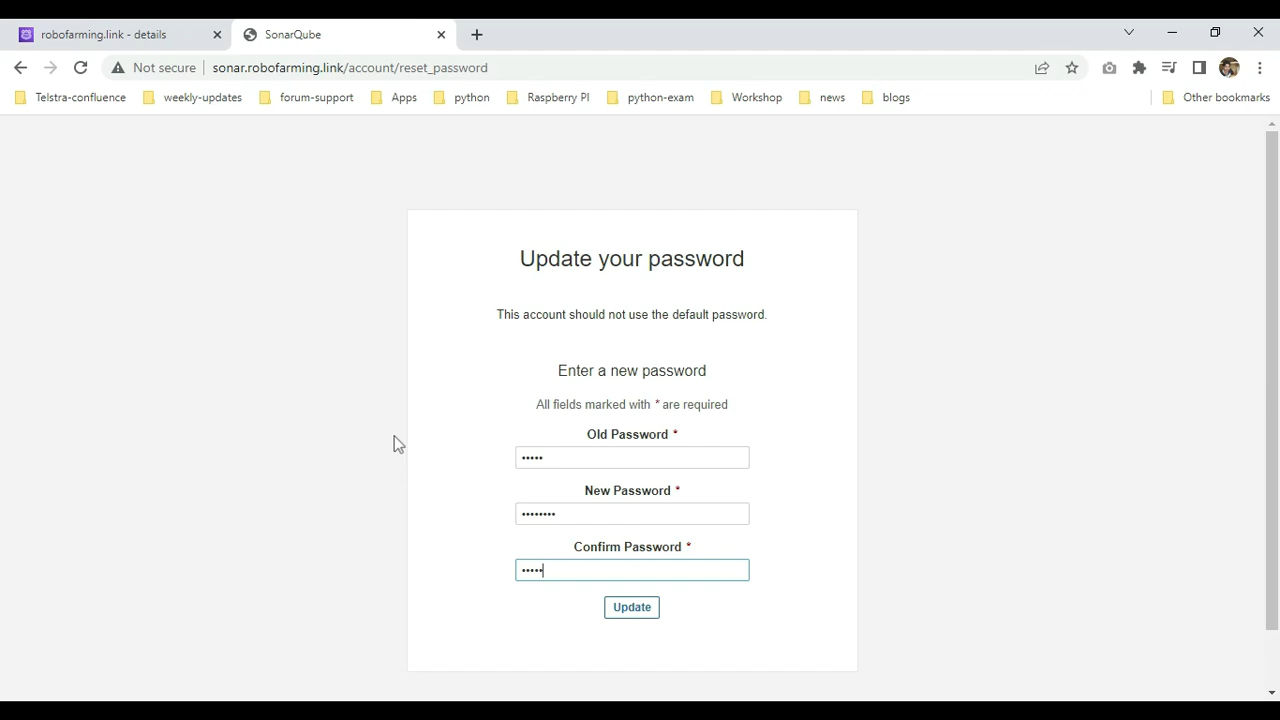 robofarming.link - details
SonarQube
Not secure
sonar.robofarming.link/account/reset_password
Telstra-confluence
weekly-updates
forum-support
Apps
python
Raspberry PI
python-exam
Workshop
news
blogs
Other bookmarks
Update your password
This account should not use the default password.
Enter a new password
All fields marked with * are required
Old Password *
•••••
New Password *
••••••••
Confirm Password *
•••••
Update